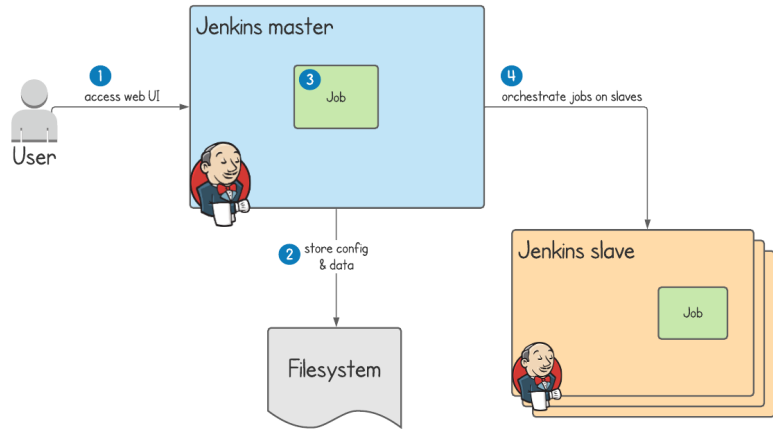 Jenkins master
1
access web UI
3
Job
4
orchestrate jobs on slaves
User
2
store config
& data
Jenkins slave
Job
Filesystem